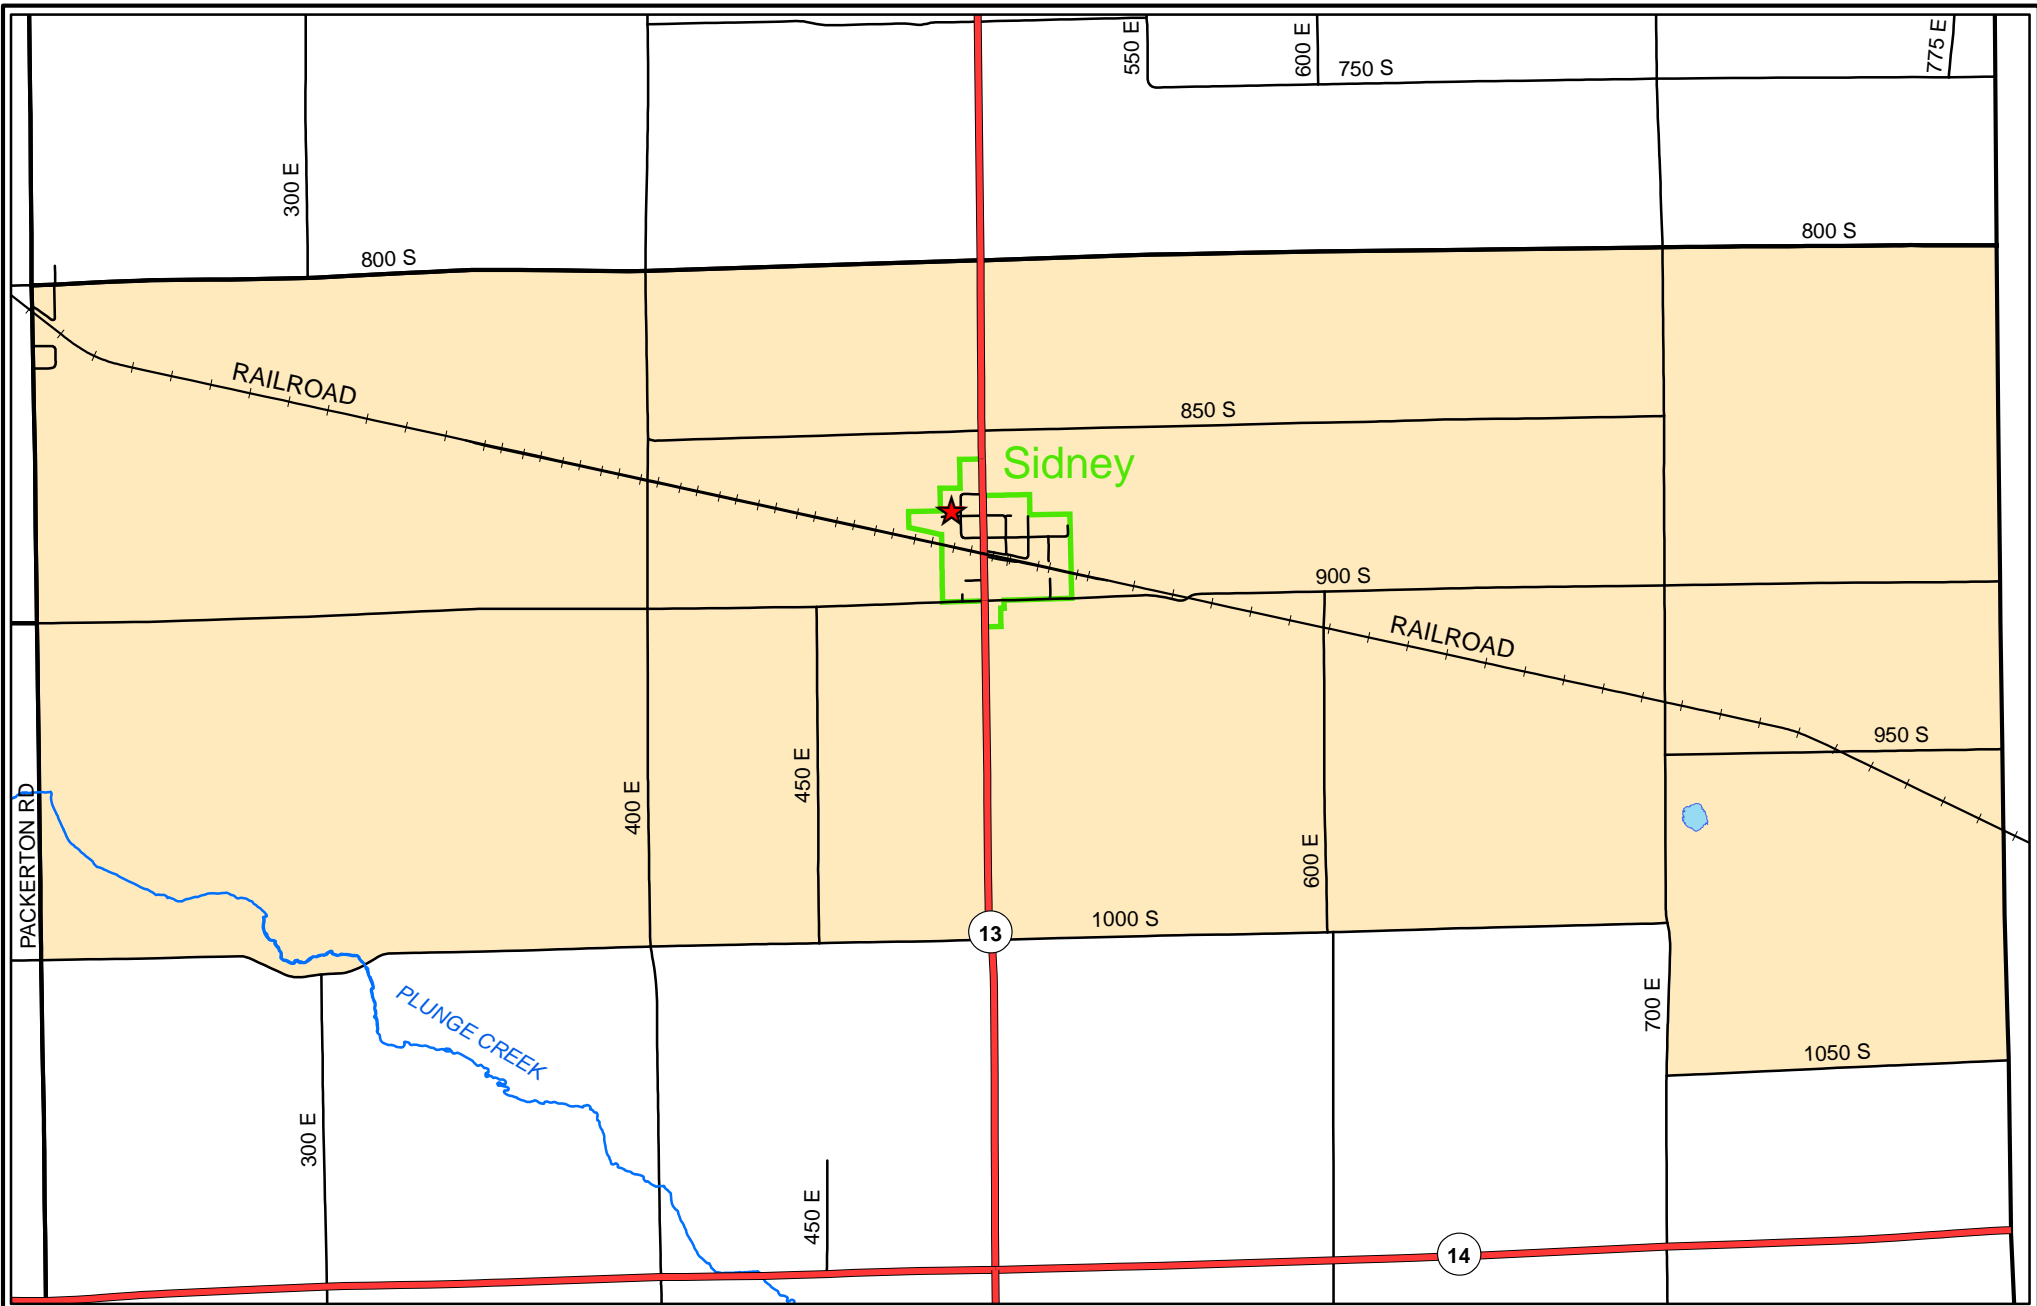 550 E
600 E
750 S
775 E
300 E
800 S
800 S
RAILROAD
850 S
Sidney
900 S
RAILROAD
950 S
450 E
400 E
PACKERTON RD
600 E
1000 S
13
700 E
PLUNGE CREEK
1050 S
300 E
450 E
14